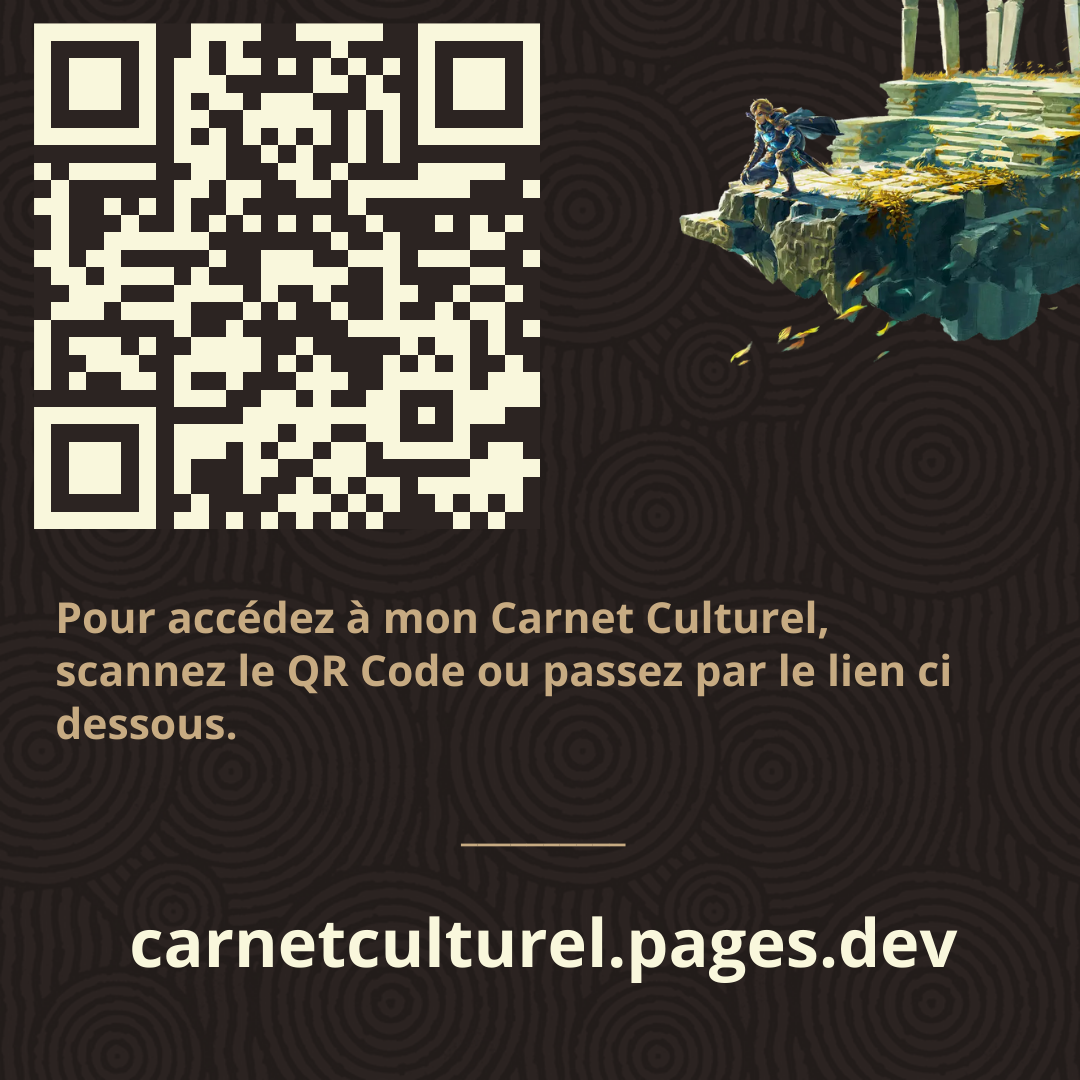 Pour accédez à mon Carnet Culturel,
scannez le QR Code ou passez par le lien ci
dessous.
carnetculturel.pages.dev